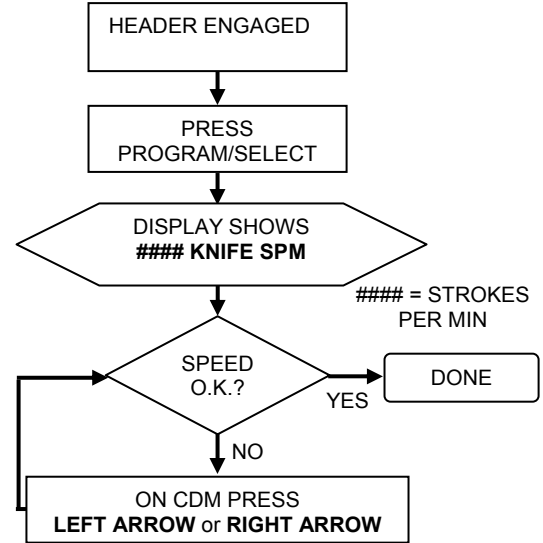 HEADER ENGAGED
PRESS
PROGRAM/SELECT
DISPLAY SHOWS
#### KNIFE SPM
#### = STROKES
PER MIN
SPEED
O.K.?
YES
DONE
NO
ON CDM PRESS
LEFT ARROW or RIGHT ARROW